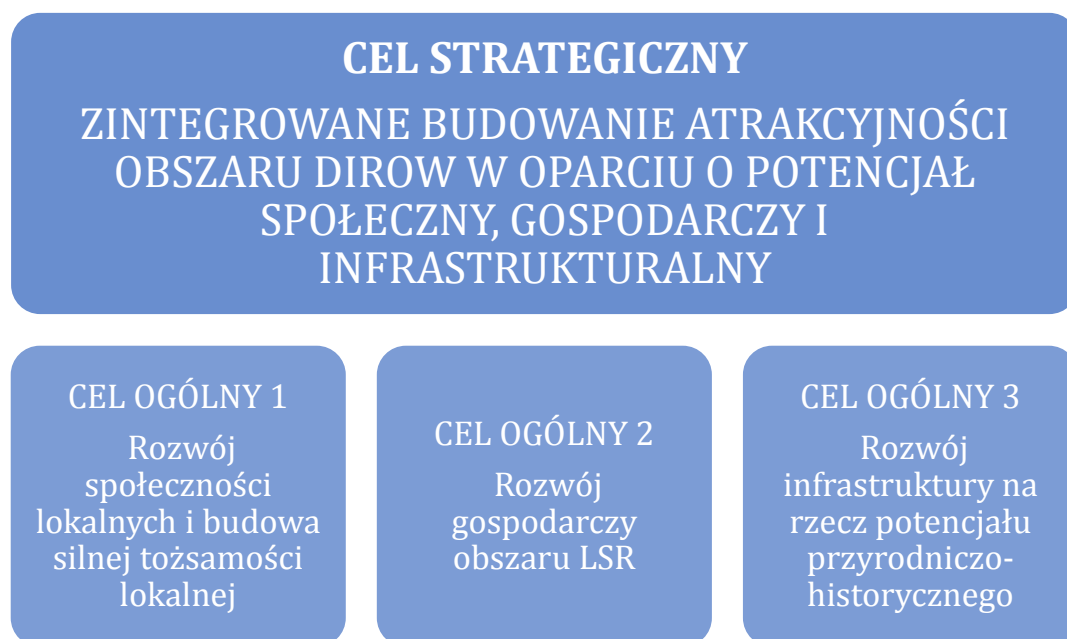 CEL STRATEGICZNY
ZINTEGROWANE BUDOWANIE ATRAKCYJNOŚCI
OBSZARU DIROW W OPARCIU O POTENCJAŁ
SPOŁECZNY, GOSPODARCZY I
INFRASTRUKTURALNY
CEL OGÓLNY 1
Rozwój
społeczności
lokalnych i budowa
silnej tożsamości
lokalnej
CEL OGÓLNY 2
Rozwój
gospodarczy
obszaru LSR
CEL OGÓLNY 3
Rozwój
infrastruktury na
rzecz potencjału
przyrodniczo-
historycznego